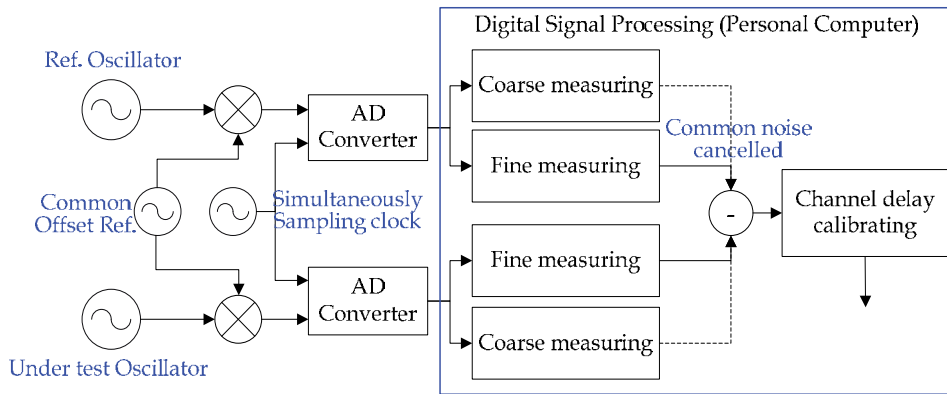 Digital Signal Processing (Personal Computer)
Ref. Oscillator
Coarse measuring
AD
Converter
Common noise
cancelled
Fine measuring
Common
Offset Ref.
Simultaneously
Sampling clock
-
Channel delay
calibrating
Fine measuring
AD
Converter
Coarse measuring
Under test Oscillator